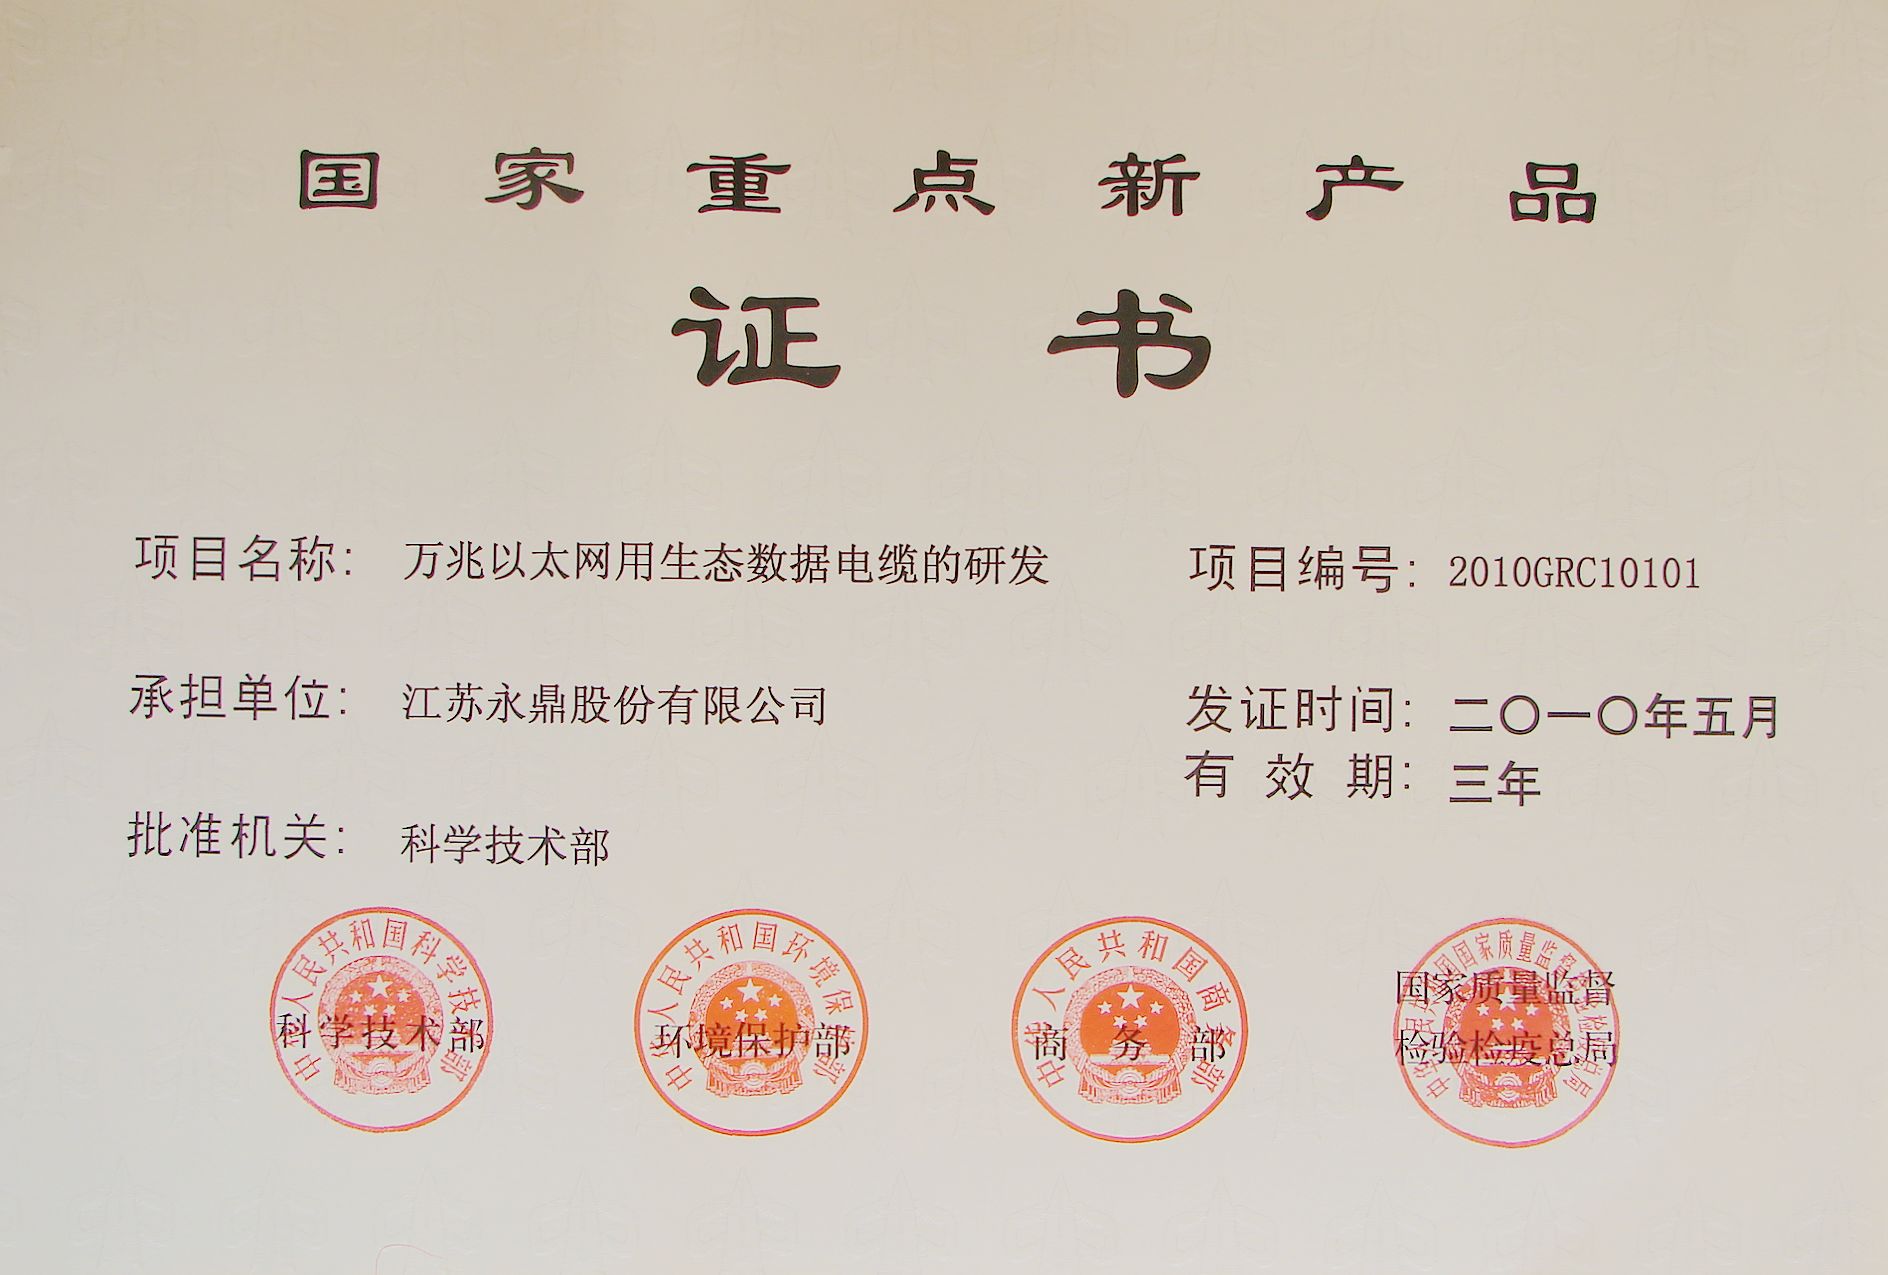 国家重点新产品
证书
项目名称: 万兆以太网用生态数据电缆的研发
项目编号: 2010GRC10101
承担单位: 江苏永鼎股份有限公司
发证时间: 二〇一〇年五月
有效期: 三年
批准机关: 科学技术部
中华人民共和国科学技术部
科学技术部
中华人民共和国环境保护部
环境保护部
中华人民共和国商务部
商务部
国家质量监督
检验检疫总局